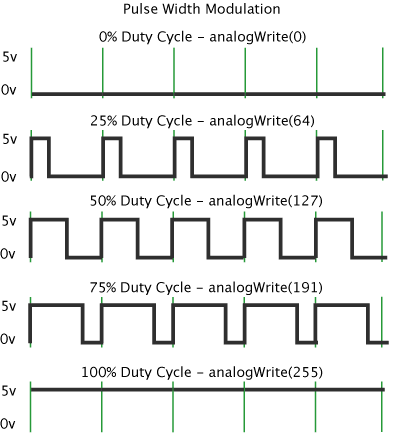 Pulse Width Modulation
0% Duty Cycle – analogWrite(0)
5v
0v
25% Duty Cycle – analogWrite(64)
5v
0v
50% Duty Cycle – analogWrite(127)
5v
0v
75% Duty Cycle – analogWrite(191)
5v
0v
100% Duty Cycle – analogWrite(255)
5v
0v